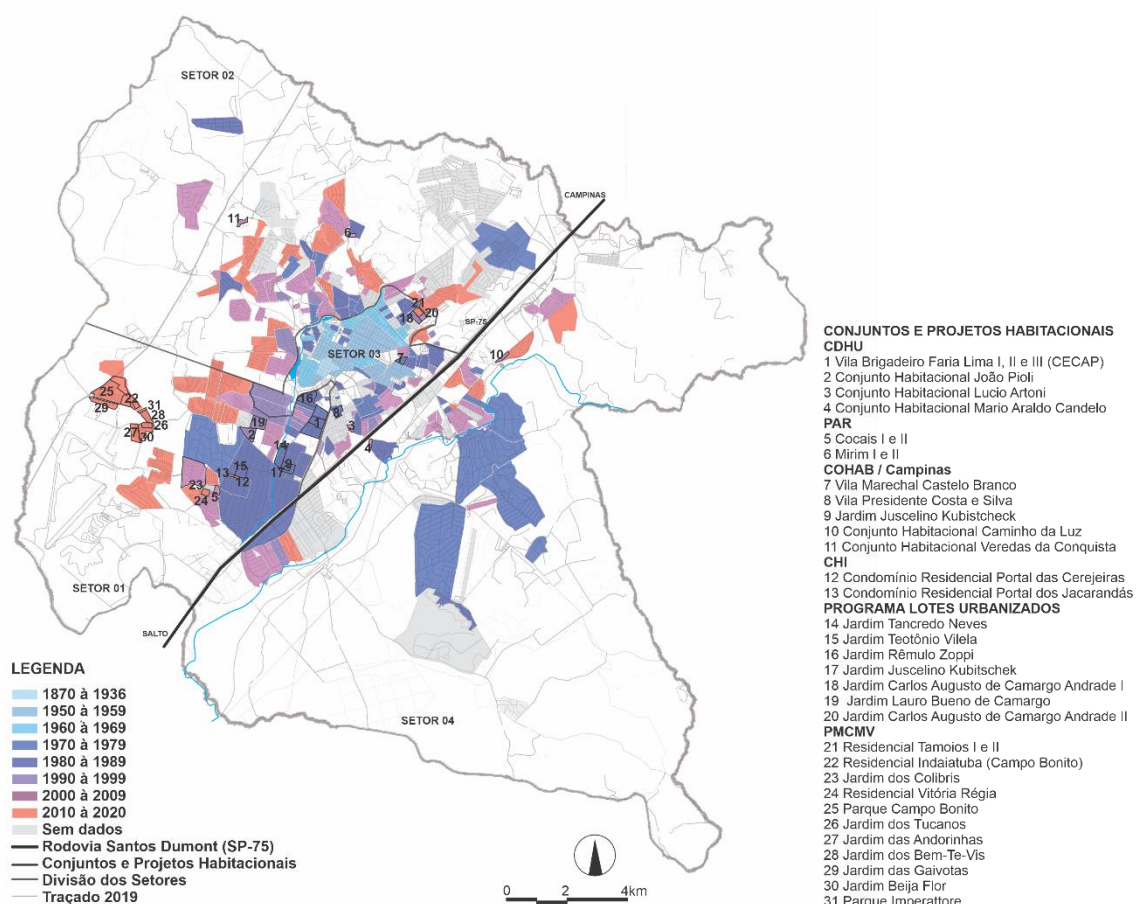 SETOR 02
CAMPINAS
11
6
21
20
18
SP-75
SETOR 03
7
10
25
22
29
31
28
26
27
30
16
8
19
1
3
2
14
4
15
9
13
17
12
23
5
24
SETOR 01
SALTO
SETOR 04
LEGENDA
1870 à 1936
1950 à 1959
1960 à 1969
1970 à 1979
1980 à 1989
1990 à 1999
2000 à 2009
2010 à 2020
Sem dados
Rodovia Santos Dumont (SP-75)
Conjuntos e Projetos Habitacionais
Divisão dos Setores
Traçado 2019
0 2 4km
CONJUNTOS E PROJETOS HABITACIONAIS
CDHU
1 Vila Brigadeiro Faria Lima I, II e III (CECAP)
2 Conjunto Habitacional João Pioli
3 Conjunto Habitacional Lucio Artoni
4 Conjunto Habitacional Mario Araldo Candelo
PAR
5 Cocais I e II
6 Mirim I e II
COHAB / Campinas
7 Vila Marechal Castelo Branco
8 Vila Presidente Costa e Silva
9 Jardim Juscelino Kubistcheck
10 Conjunto Habitacional Caminho da Luz
11 Conjunto Habitacional Veredas da Conquista
CHI
12 Condomínio Residencial Portal das Cerejeiras
13 Condomínio Residencial Portal dos Jacarandás
PROGRAMA LOTES URBANIZADOS
14 Jardim Tancredo Neves
15 Jardim Teotônio Vilela
16 Jardim Rêmulo Zoppi
17 Jardim Juscelino Kubitschek
18 Jardim Carlos Augusto de Camargo Andrade I
19 Jardim Lauro Bueno de Camargo
20 Jardim Carlos Augusto de Camargo Andrade II
PMCMV
21 Residencial Tamoios I e II
22 Residencial Indaiatuba (Campo Bonito)
23 Jardim dos Colibris
24 Residencial Vitória Régia
25 Parque Campo Bonito
26 Jardim dos Tucanos
27 Jardim das Andorinhas
28 Jardim dos Bem-Te-Vis
29 Jardim das Gaivotas
30 Jardim Beija Flor
31 Parque Imperattore